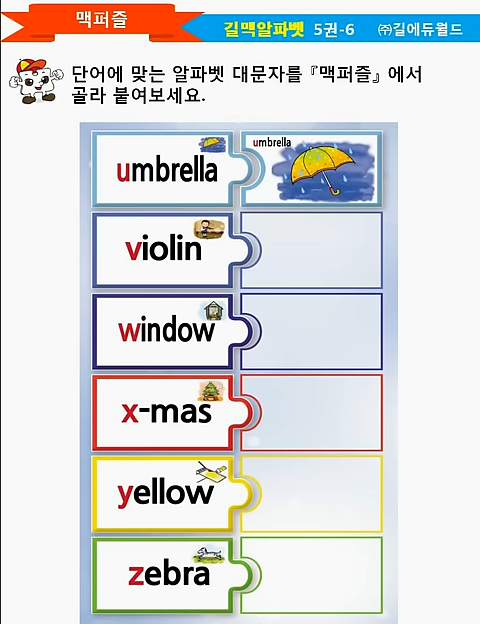 맥퍼즐
길맥알파벳 5권-6 ㈜길에듀월드
단어에 맞는 알파벳 대문자를 『맥퍼즐』 에서
골라 붙여보세요.
umbrella
umbrella
violin
window
x-mas
yellow
zebra